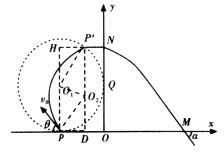 y
H P′ N
O₁ Q
O₂
v₀
β
P D O M α x